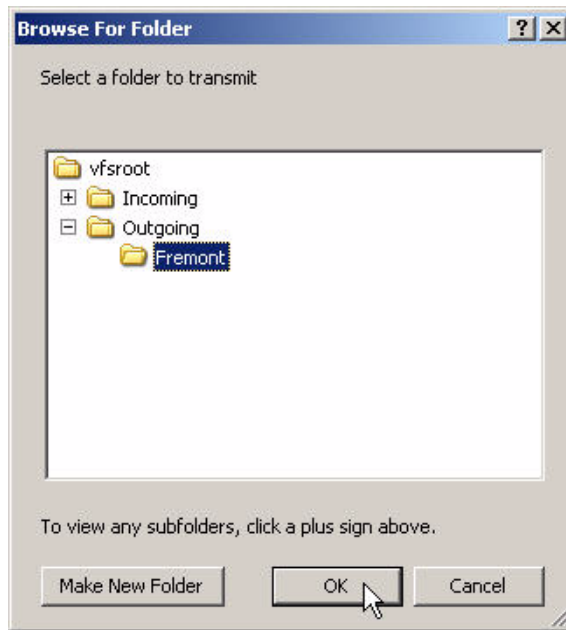 Browse For Folder
Select a folder to transmit
vfsroot
Incoming
Outgoing
Fremont
To view any subfolders, click a plus sign above.
Make New Folder OK Cancel